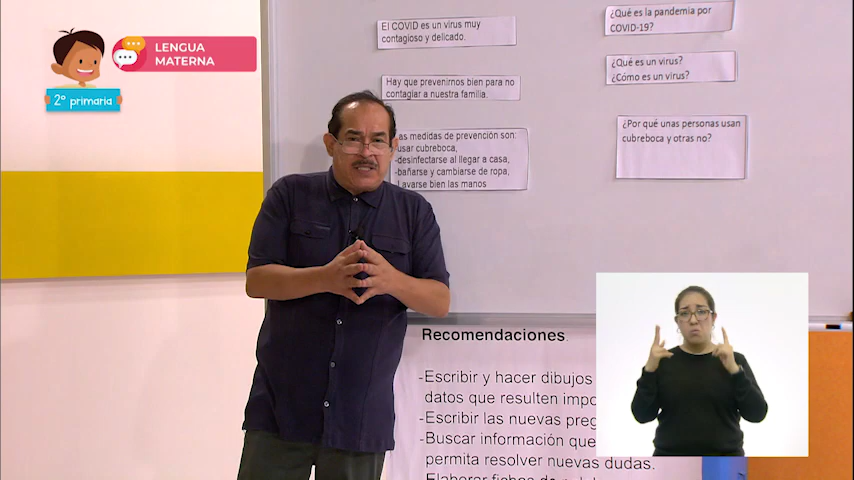 LENGUA
MATERNA
2° primaria
El COVID es un virus muy
contagioso y delicado.
Hay que prevenirnos bien para no
contagiar a nuestra familia.
as medidas de prevención son:
usar cubreboca,
-desinfectarse al llegar a casa,
-bañarse y cambiarse de ropa,
Lavarse bien las manos
¿Qué es la pandemia por
COVID-19?
¿Qué es un virus?
¿Cómo es un virus?
¿Por qué unas personas usan
cubreboca y otras no?
Recomendaciones.
-Escribir y hacer dibujos
datos que resulten impo
-Escribir las nuevas preg
-Buscar información que
permita resolver nuevas dudas.
-Elaborar fichas de